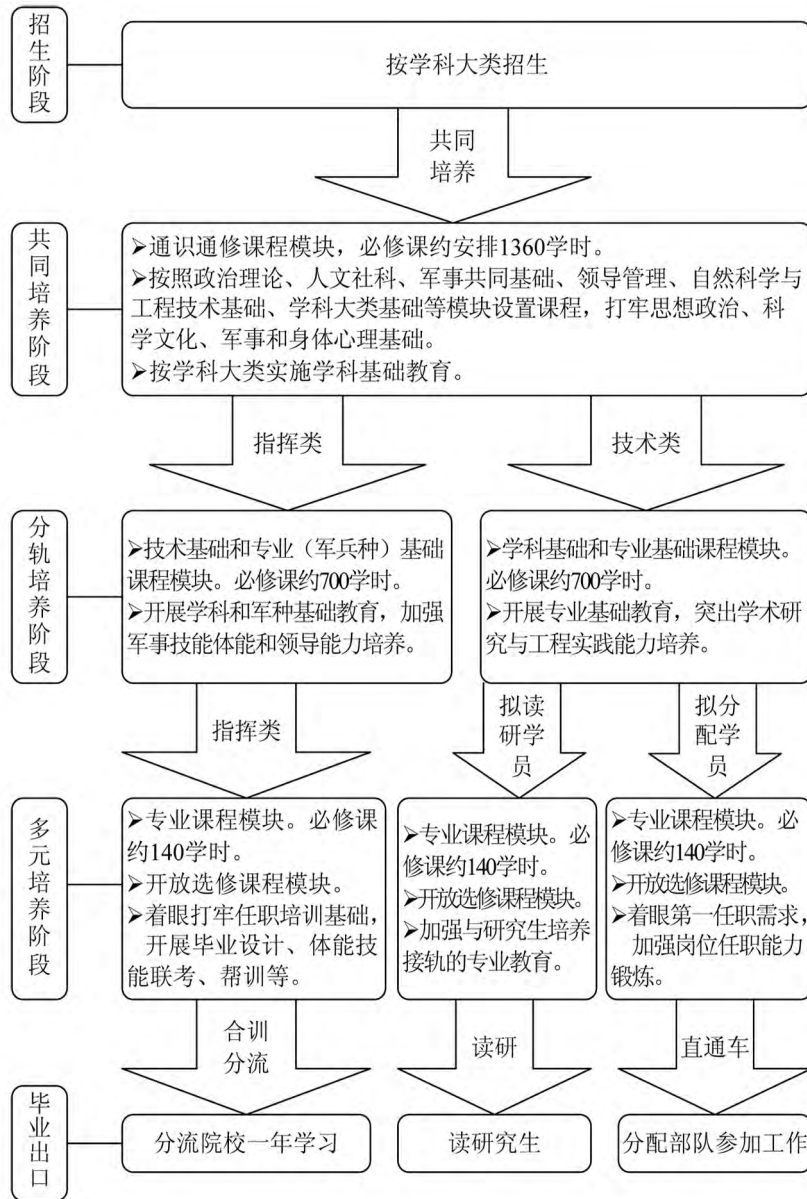 招生阶段
按学科大类招生
共同
培养
共同培养阶段
➤通识通修课程模块，必修课约安排1360学时。
➤按照政治理论、人文社科、军事共同基础、领导管理、自然科学与
工程技术基础、学科大类基础等模块设置课程，打牢思想政治、科
学文化、军事和身体心理基础。
➤按学科大类实施学科基础教育。
指挥类
技术类
分轨培养阶段
➤技术基础和专业（军兵种）基础
课程模块。必修课约700学时。
➤开展学科和军种基础教育，加强
军事技能体能和领导能力培养。
➤学科基础和专业基础课程模块。
必修课约700学时。
➤开展专业基础教育，突出学术研
究与工程实践能力培养。
指挥类
拟读
研学
员
拟分
配学
员
多元培养阶段
➤专业课程模块。必修课
约140学时。
➤开放选修课程模块。
➤着眼打牢任职培训基础，
开展毕业设计、体能技
能联考、帮训等。
➤专业课程模块。必
修课约140学时。
➤开放选修课程模块。
➤加强与研究生培养
接轨的专业教育。
➤专业课程模块。必
修课约140学时。
➤开放选修课程模块。
➤着眼第一任职需求，
加强岗位任职能力
锻炼。
合训
分流
读研
直通车
毕业出口
分流院校一年学习
读研究生
分配部队参加工作